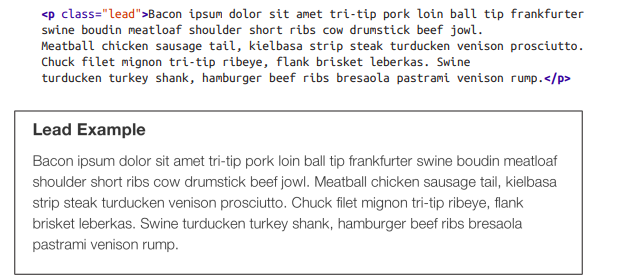 <p class="lead">Bacon ipsum dolor sit amet tri-tip pork loin ball tip frankfurter
swine boudin meatloaf shoulder short ribs cow drumstick beef jowl.
Meatball chicken sausage tail, kielbasa strip steak turducken venison prosciutto.
Chuck filet mignon tri-tip ribeye, flank brisket leberkas. Swine
turducken turkey shank, hamburger beef ribs bresaola pastrami venison rump.</p>
Lead Example
Bacon ipsum dolor sit amet tri-tip pork loin ball tip frankfurter swine boudin meatloaf
shoulder short ribs cow drumstick beef jowl. Meatball chicken sausage tail, kielbasa
strip steak turducken venison prosciutto. Chuck filet mignon tri-tip ribeye, flank
brisket leberkas. Swine turducken turkey shank, hamburger beef ribs bresaola
pastrami venison rump.